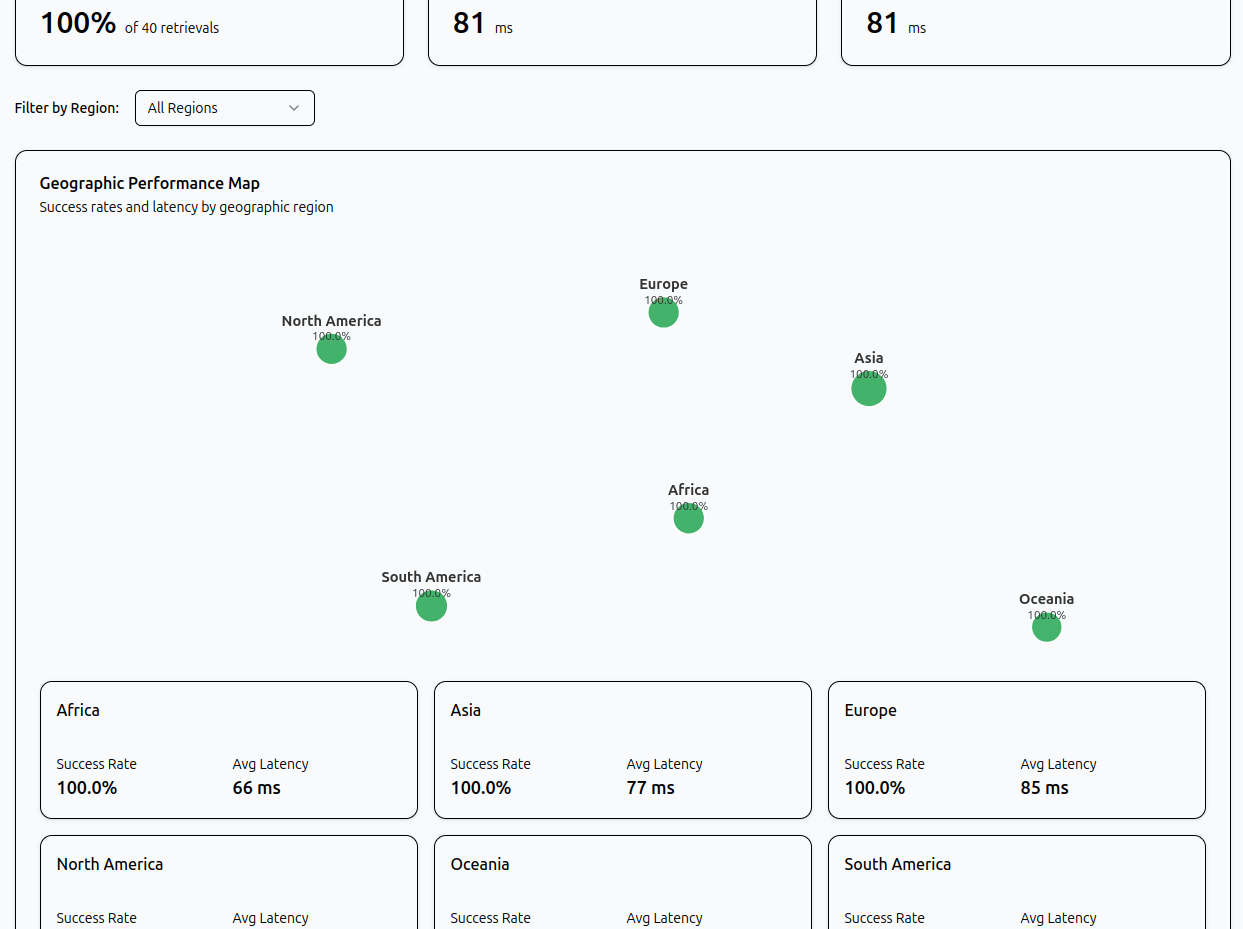 100% of 40 retrievals
81 ms
81 ms
Filter by Region:
All Regions
Geographic Performance Map
Success rates and latency by geographic region
Europe
100.0%
North America
100.0%
Asia
100.0%
Africa
100.0%
South America
100.0%
Oceania
100.0%
Africa
Success Rate
Avg Latency
100.0%
66 ms
Asia
Success Rate
Avg Latency
100.0%
77 ms
Europe
Success Rate
Avg Latency
100.0%
85 ms
North America
Success Rate
Avg Latency
Oceania
Success Rate
Avg Latency
South America
Success Rate
Avg Latency